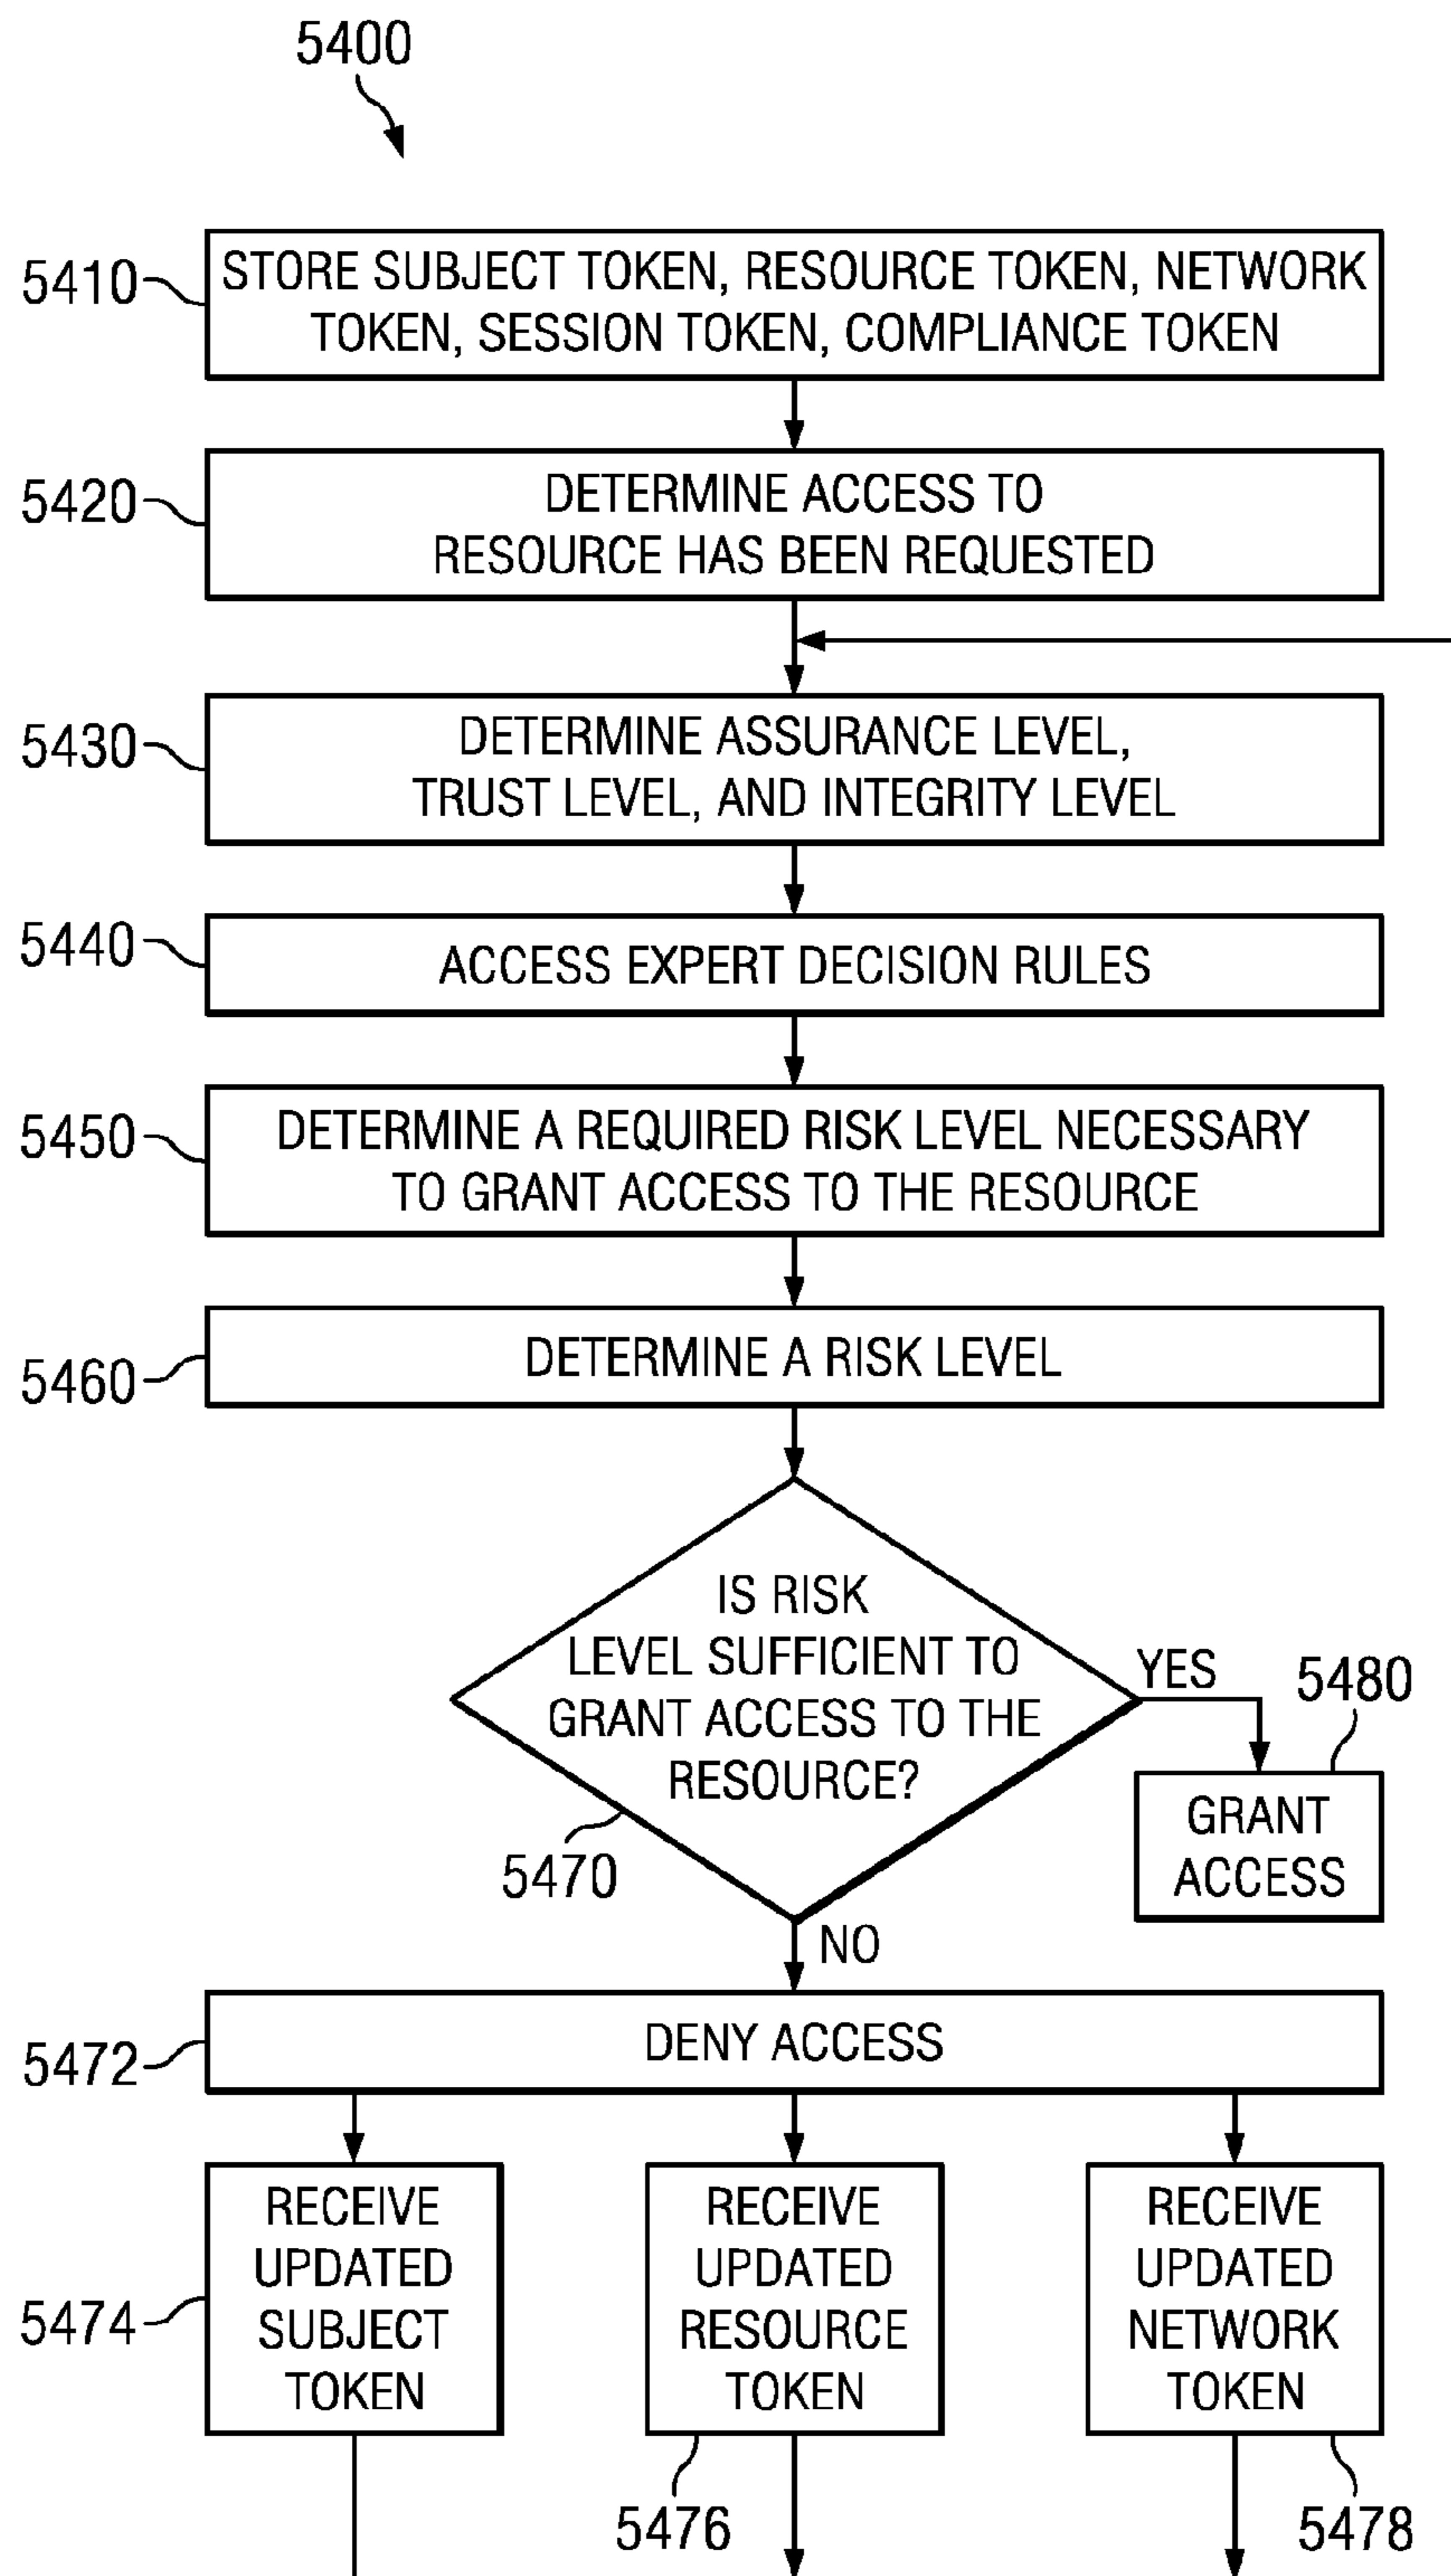 5400
5410
STORE SUBJECT TOKEN, RESOURCE TOKEN, NETWORK
TOKEN, SESSION TOKEN, COMPLIANCE TOKEN
5420
DETERMINE ACCESS TO
RESOURCE HAS BEEN REQUESTED
5430
DETERMINE ASSURANCE LEVEL,
TRUST LEVEL, AND INTEGRITY LEVEL
5440
ACCESS EXPERT DECISION RULES
5450
DETERMINE A REQUIRED RISK LEVEL NECESSARY
TO GRANT ACCESS TO THE RESOURCE
5460
DETERMINE A RISK LEVEL
IS RISK
LEVEL SUFFICIENT TO
GRANT ACCESS TO THE
RESOURCE?
5470
YES
5480
GRANT
ACCESS
NO
5472
DENY ACCESS
5474
RECEIVE
UPDATED
SUBJECT
TOKEN
RECEIVE
UPDATED
RESOURCE
TOKEN
5476
RECEIVE
UPDATED
NETWORK
TOKEN
5478